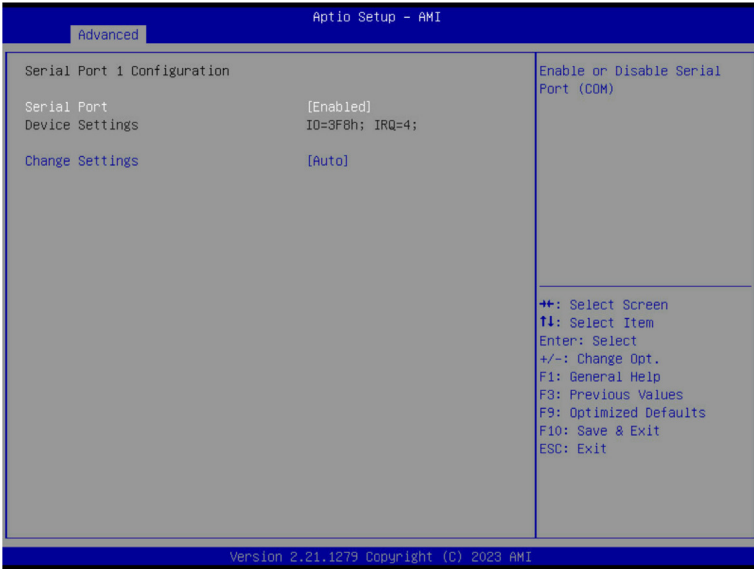 Aptio Setup – AMI
Advanced
Serial Port 1 Configuration
Serial Port [Enabled]
Device Settings IO=3F8h; IRQ=4;
Change Settings [Auto]
Enable or Disable Serial
Port (COM)
→←: Select Screen
↑↓: Select Item
Enter: Select
+/-: Change Opt.
F1: General Help
F3: Previous Values
F9: Optimized Defaults
F10: Save & Exit
ESC: Exit
Version 2.21.1279 Copyright (C) 2023 AMI